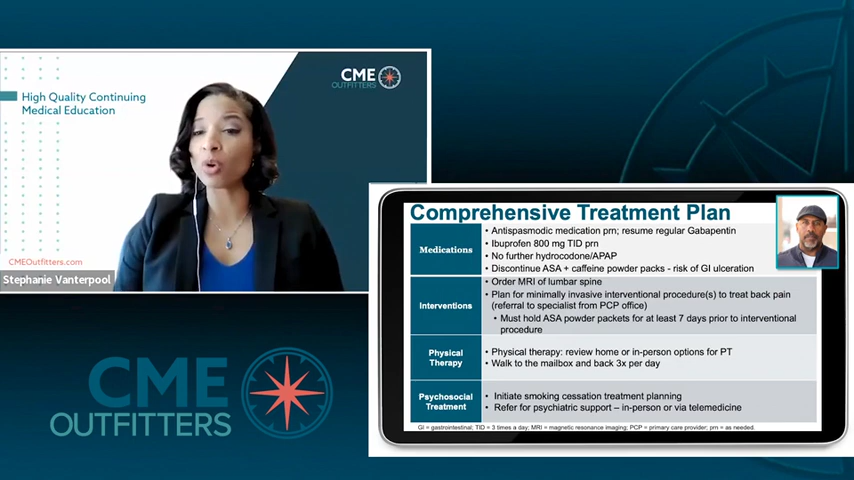 High Quality Continuing
Medical Education
CME
OUTFITTERS
CMEOutfitters.com
Stephanie Vanterpool
CME
OUTFITTERS
Comprehensive Treatment Plan
Medications
• Antispasmodic medication prn; resume regular Gabapentin
• Ibuprofen 800 mg TID prn
• No further hydrocodone/APAP
• Discontinue ASA + caffeine powder packs - risk of GI ulceration
Interventions
• Order MRI of lumbar spine
• Plan for minimally invasive interventional procedure(s) to treat back pain
(referral to specialist from PCP office)
• Must hold ASA powder packets for at least 7 days prior to interventional
procedure
Physical
Therapy
• Physical therapy: review home or in-person options for PT
• Walk to the mailbox and back 3x per day
Psychosocial
Treatment
• Initiate smoking cessation treatment planning
• Refer for psychiatric support – in-person or via telemedicine
GI = gastrointestinal; TID = 3 times a day; MRI = magnetic resonance imaging; PCP = primary care provider; prn = as needed.